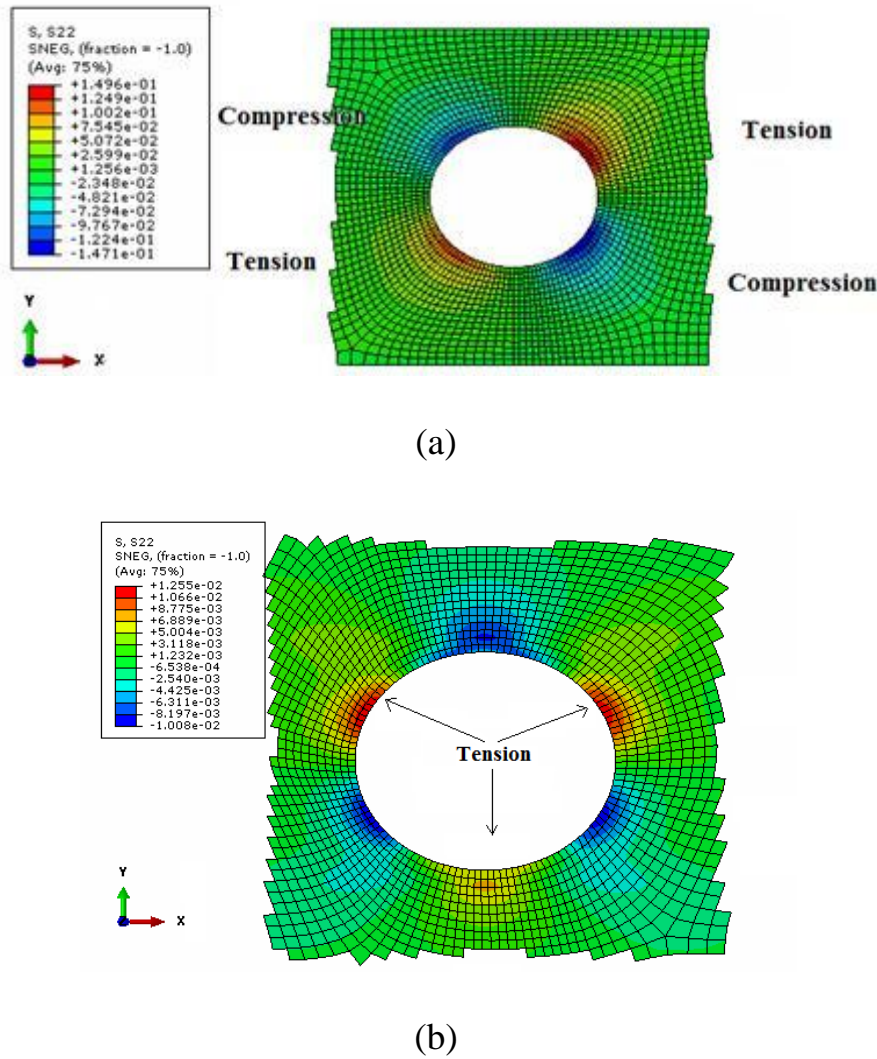 S, S22
SNEG, (fraction = -1.0)
(Avg: 75%)
+1.496e-01
+1.249e-01
+1.002e-01
+7.545e-02
+5.072e-02
+2.599e-02
+1.256e-03
-2.348e-02
-4.821e-02
-7.294e-02
-9.767e-02
-1.224e-01
-1.471e-01
Compression
Tension
Tension
Compression
Y
X
(a)
S, S22
SNEG, (fraction = -1.0)
(Avg: 75%)
+1.255e-02
+1.066e-02
+8.775e-03
+6.889e-03
+5.004e-03
+3.118e-03
+1.232e-03
-6.538e-04
-2.540e-03
-4.425e-03
-6.311e-03
-8.197e-03
-1.008e-02
Tension
Y
X
(b)